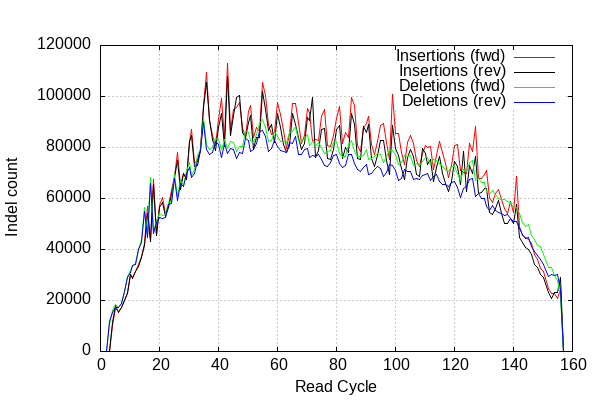 120000
Insertions (fwd)
Insertions (rev)
100000
Deletions (fwd)
Deletions (rev)
80000
60000
40000
20000
0
0 20 40 60 80 100 120 140 160
Indel count
Read Cycle